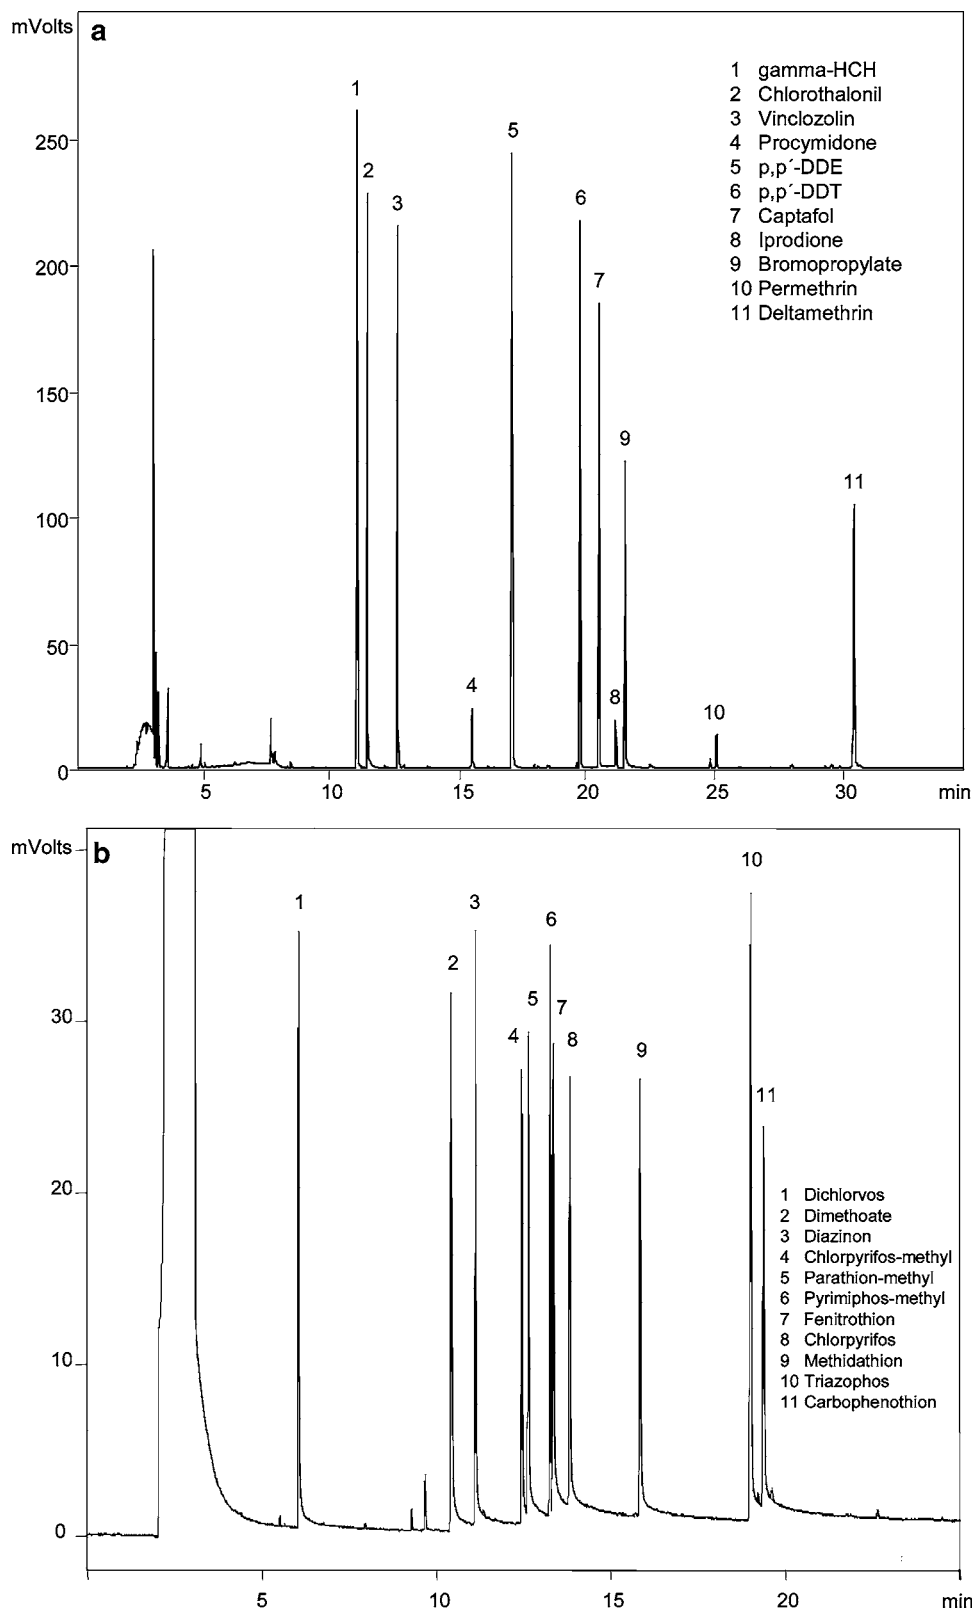 mVolts
a
1 gamma-HCH
2 Chlorothalonil
3 Vinclozolin
4 Procymidone
5 p,p´-DDE
6 p,p´-DDT
7 Captafol
8 Iprodione
9 Bromopropylate
10 Permethrin
11 Deltamethrin
1
2
3
4
5
6
7
8
9
10
11
250
200
150
100
50
0
5 10 15 20 25 30 min
mVolts
b
1
2
3
4
5
6
7
8
9
10
11
30
20
10
0
1 Dichlorvos
2 Dimethoate
3 Diazinon
4 Chlorpyrifos-methyl
5 Parathion-methyl
6 Pyrimiphos-methyl
7 Fenitrothion
8 Chlorpyrifos
9 Methidathion
10 Triazophos
11 Carbophenothion
5 10 15 20 min